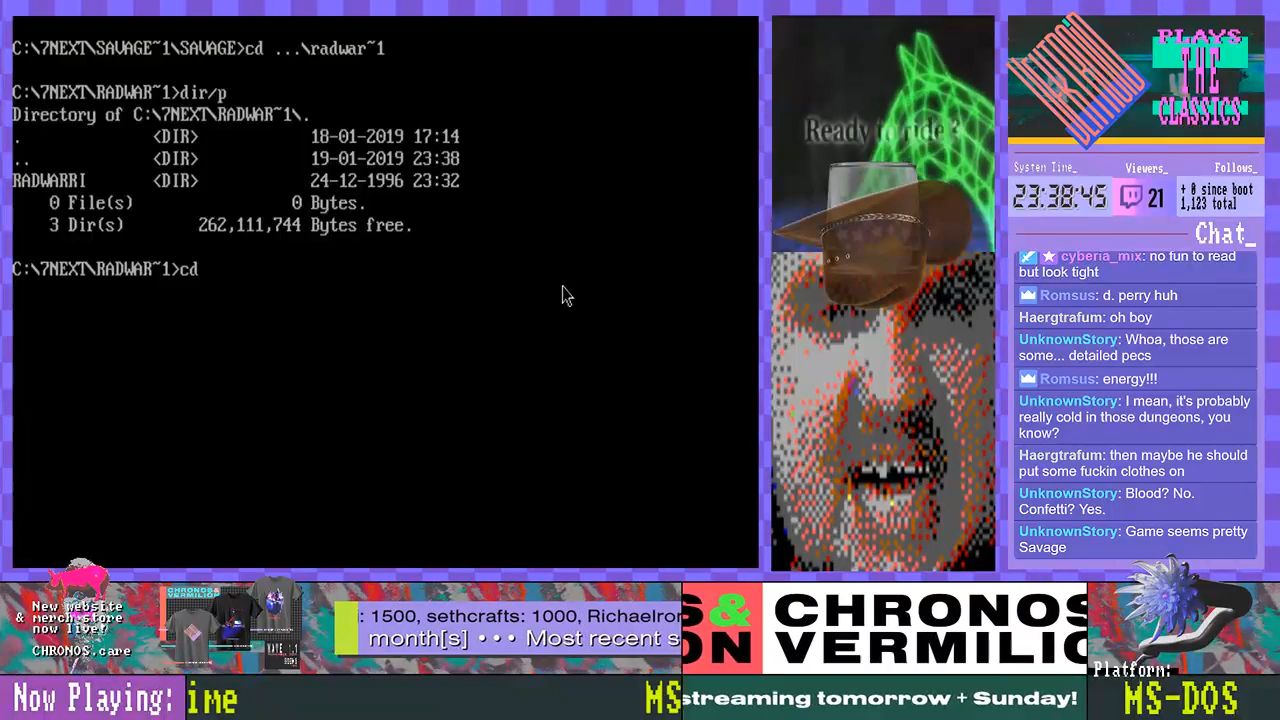 C:\7NEXT\SAVAGE~1\SAVAGE>cd ...\radwar~1
C:\7NEXT\RADWAR~1>dir/p
Directory of C:\7NEXT\RADWAR~1\.
. <DIR> 18-01-2019 17:14
.. <DIR> 19-01-2019 23:38
RADWARRI <DIR> 24-12-1996 23:32
0 File(s) 0 Bytes.
3 Dir(s) 262,111,744 Bytes free.
C:\7NEXT\RADWAR~1>cd
Ready to ride ?
PLAYS
THE
CLASSICS
System Time_ Viewers_ Follows_
23:38:45 21 + 0 since boot
1,123 total
Chat_
cyberia_mix: no fun to read
but look tight
Romsus: d. perry huh
Haergtrafum: oh boy
UnknownStory: Whoa, those are
some... detailed pecs
Romsus: energy!!!
UnknownStory: I mean, it's probably
really cold in those dungeons, you
know?
Haergtrafum: then maybe he should
put some fuckin clothes on
UnknownStory: Blood? No.
Confetti? Yes.
UnknownStory: Game seems pretty
Savage
New website
& merch store
now live!
CHRONOS.care
CHRONOS&
VERMILION
: 1500, sethcrafts: 1000, Richaelron
month[s] • • • Most recent s
S& CHRONOS
ON VERMILIO
Platform:
Now Playing: ime MS
streaming tomorrow + Sunday!
MS-DOS